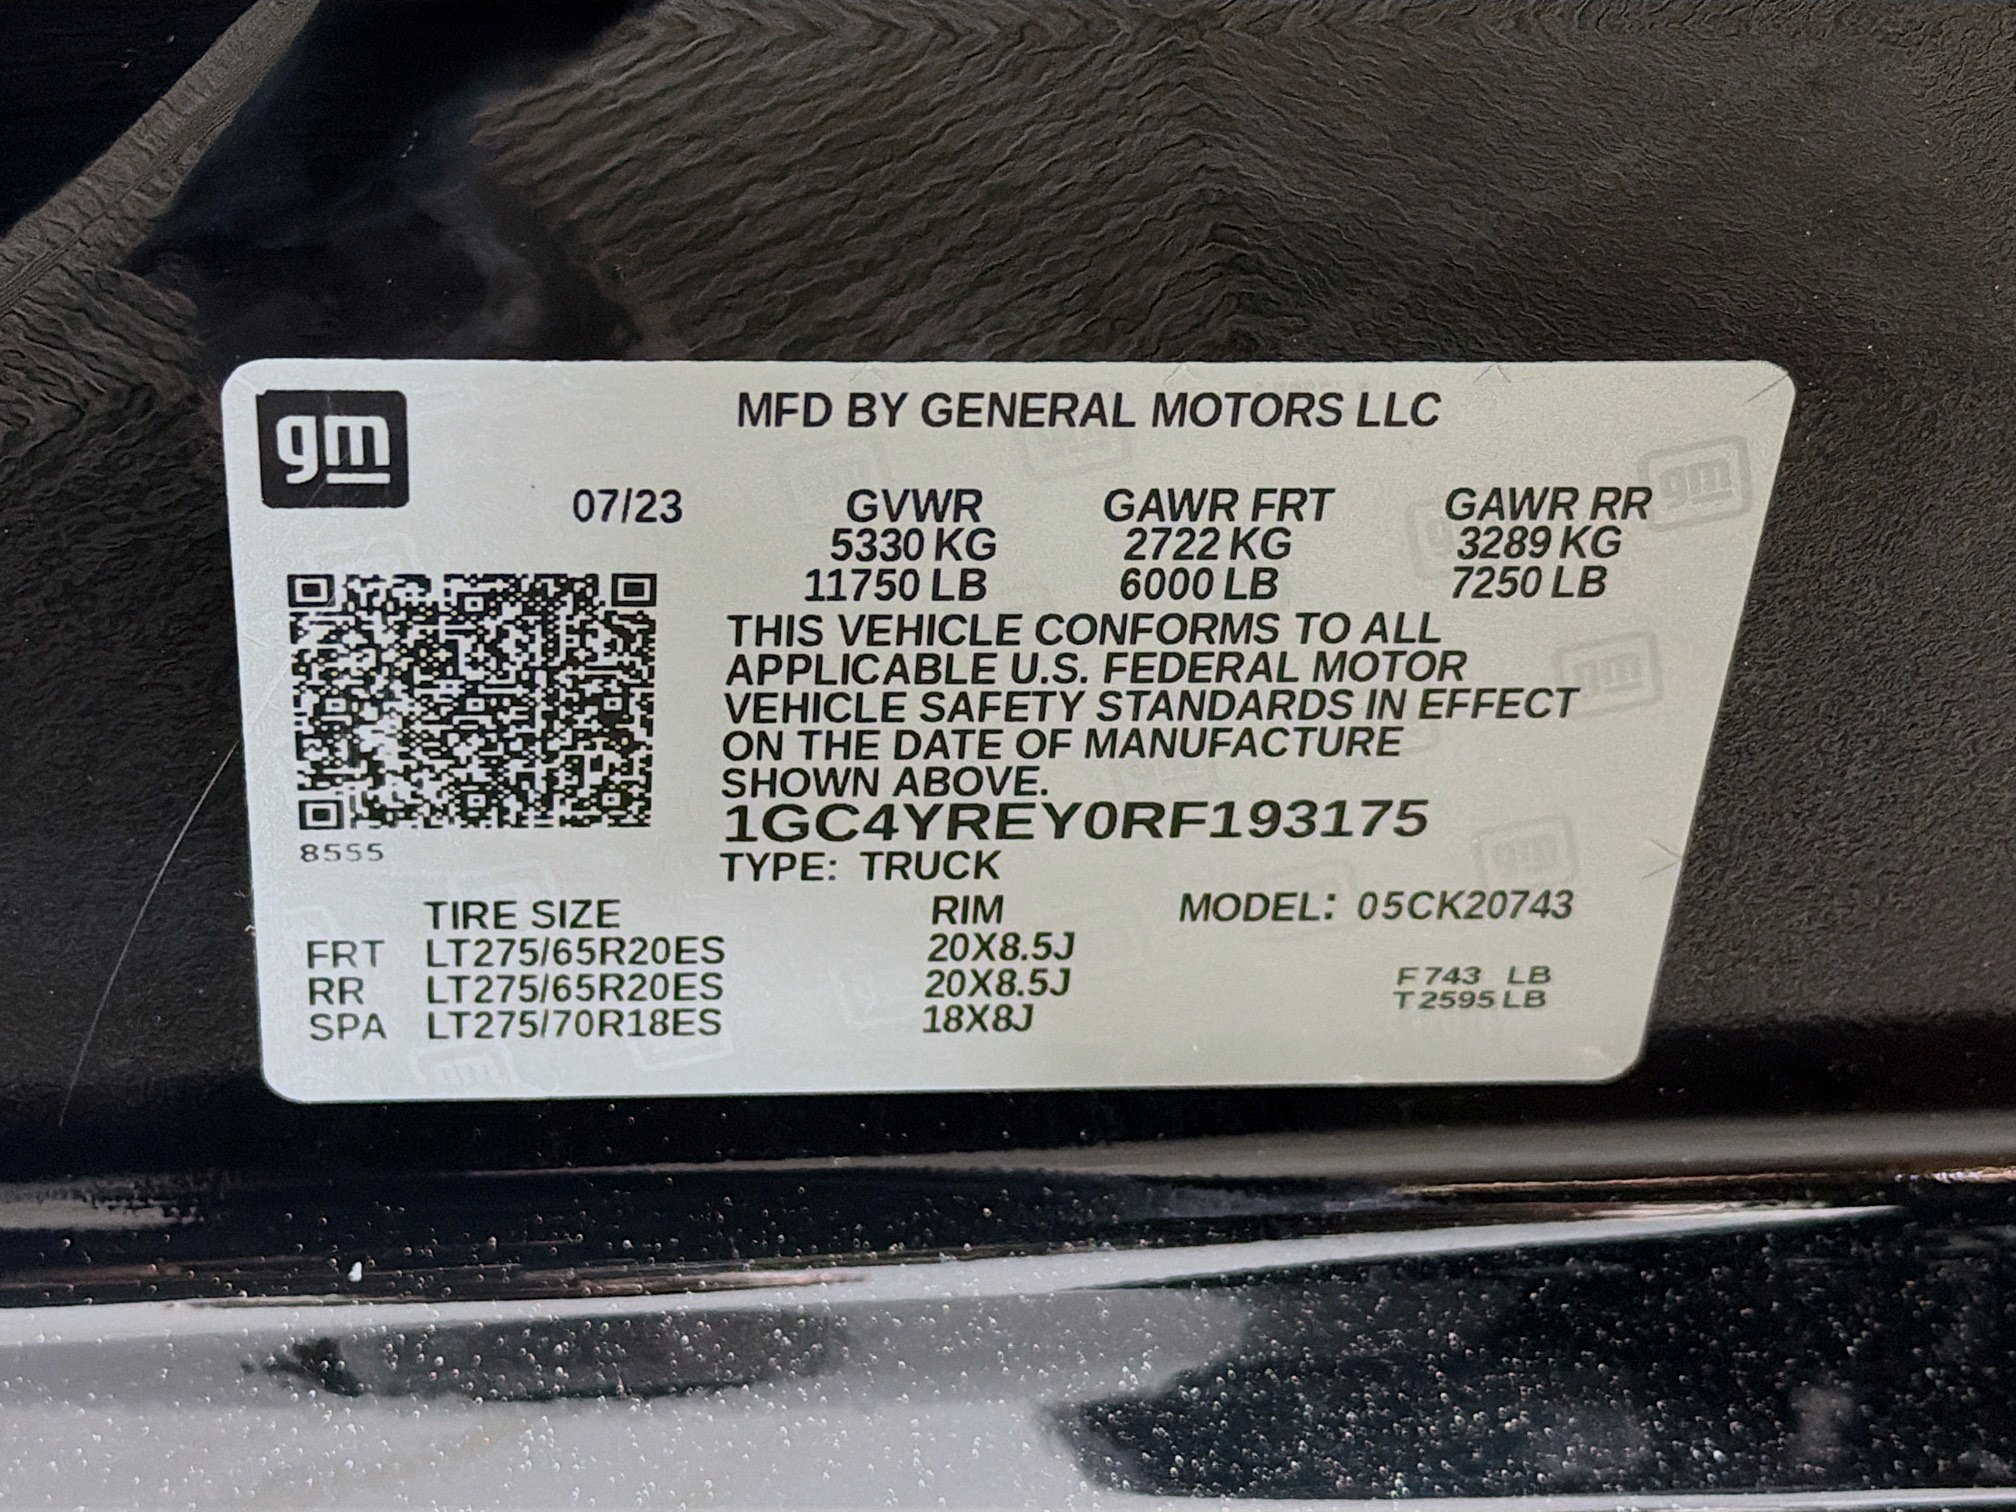 gm
MFD BY GENERAL MOTORS LLC
07/23 GVWR GAWR FRT GAWR RR
5330 KG 2722 KG 3289 KG
11750 LB 6000 LB 7250 LB
THIS VEHICLE CONFORMS TO ALL
APPLICABLE U.S. FEDERAL MOTOR
VEHICLE SAFETY STANDARDS IN EFFECT
ON THE DATE OF MANUFACTURE
SHOWN ABOVE.
1GC4YREY0RF193175
8555
TYPE: TRUCK
TIRE SIZE RIM MODEL: 05CK20743
FRT LT275/65R20ES 20X8.5J
RR LT275/65R20ES 20X8.5J F 743 LB
SPA LT275/70R18ES 18X8J T 2595 LB